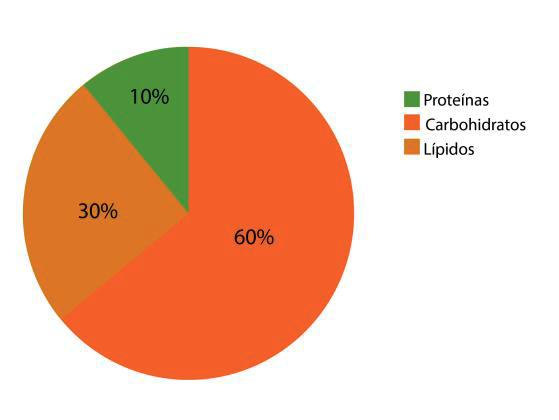 10%
30%
60%
Proteínas
Carbohidratos
Lípidos